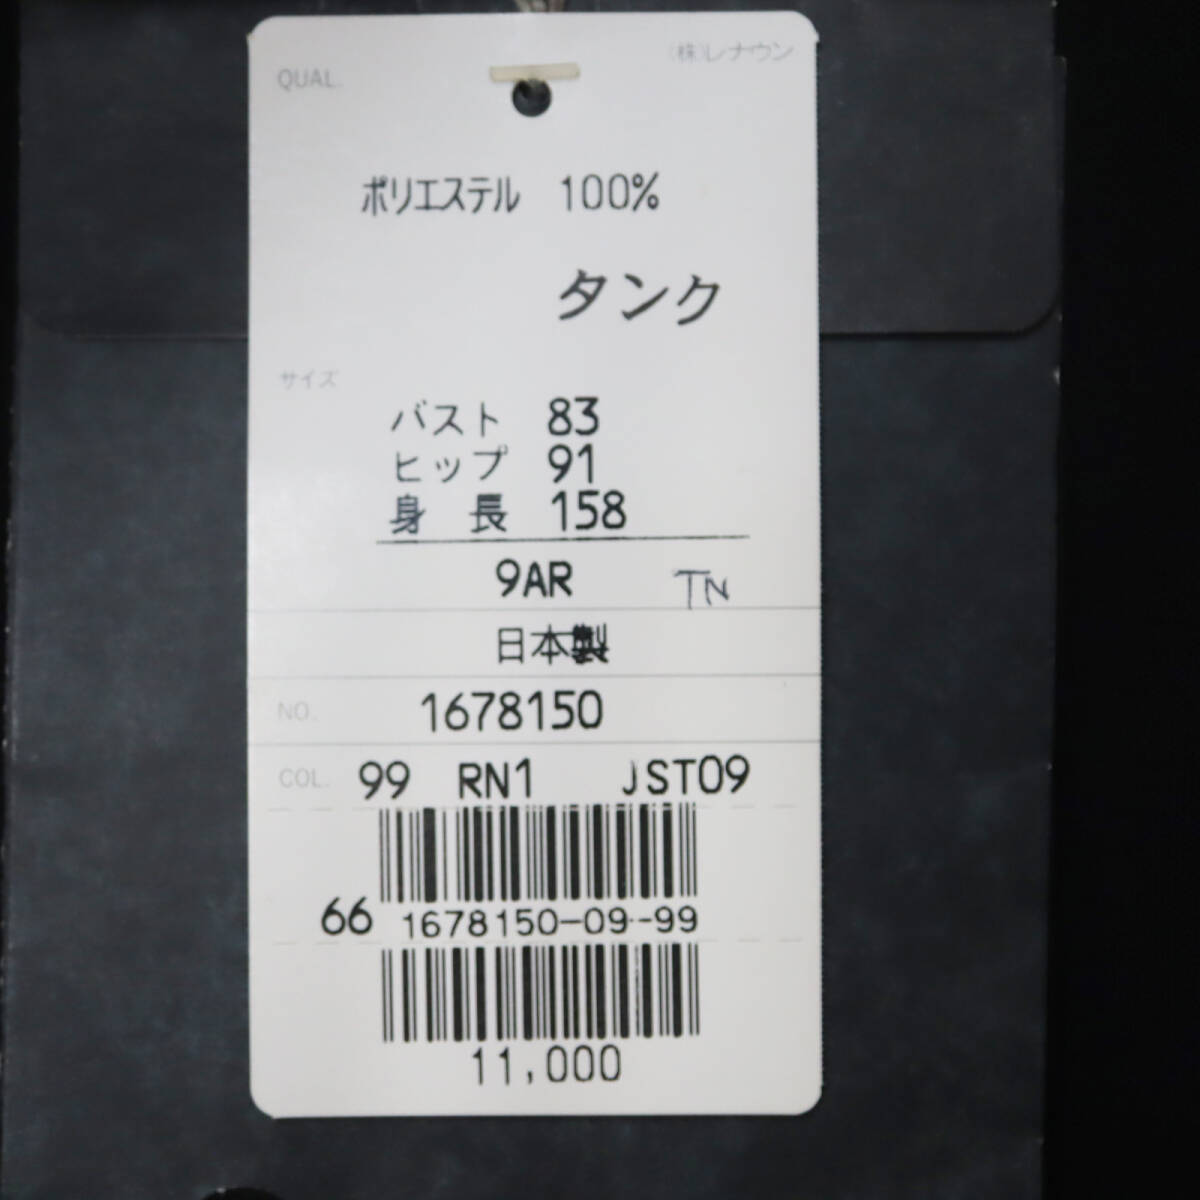 (株)レナウン
QUAL.
ポリエステル 100%
タンク
サイズ
バスト 83
ヒップ 91
身長 158
9AR TN
日本製
NO. 1678150
COL. 99 RN1 JST09
66 1678150-09-99
11,000